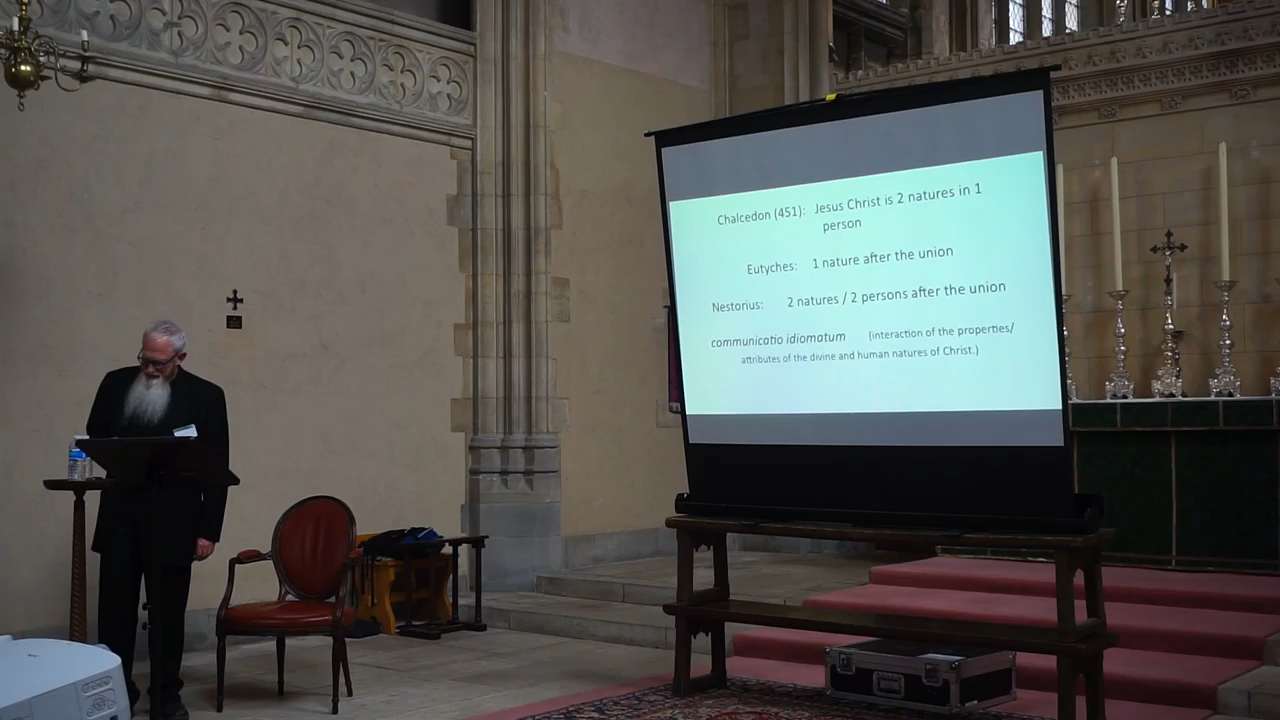 Chalcedon (451): Jesus Christ is 2 natures in 1
person
Eutyches: 1 nature after the union
Nestorius: 2 natures / 2 persons after the union
communicatio idiomatum (interaction of the properties/
attributes of the divine and human natures of Christ.)